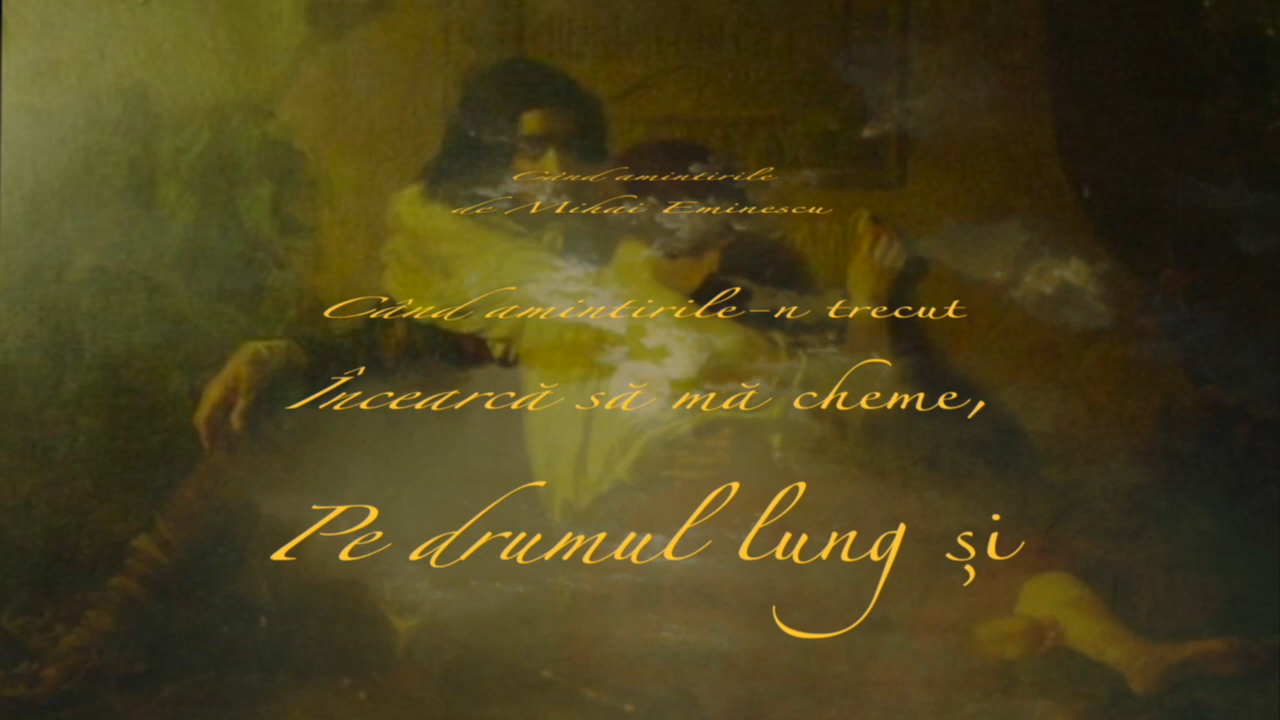 Când amintirile
de Mihai Eminescu
Când amintirile-n trecut
Încearcă să mă cheme,
Pe drumul lung și